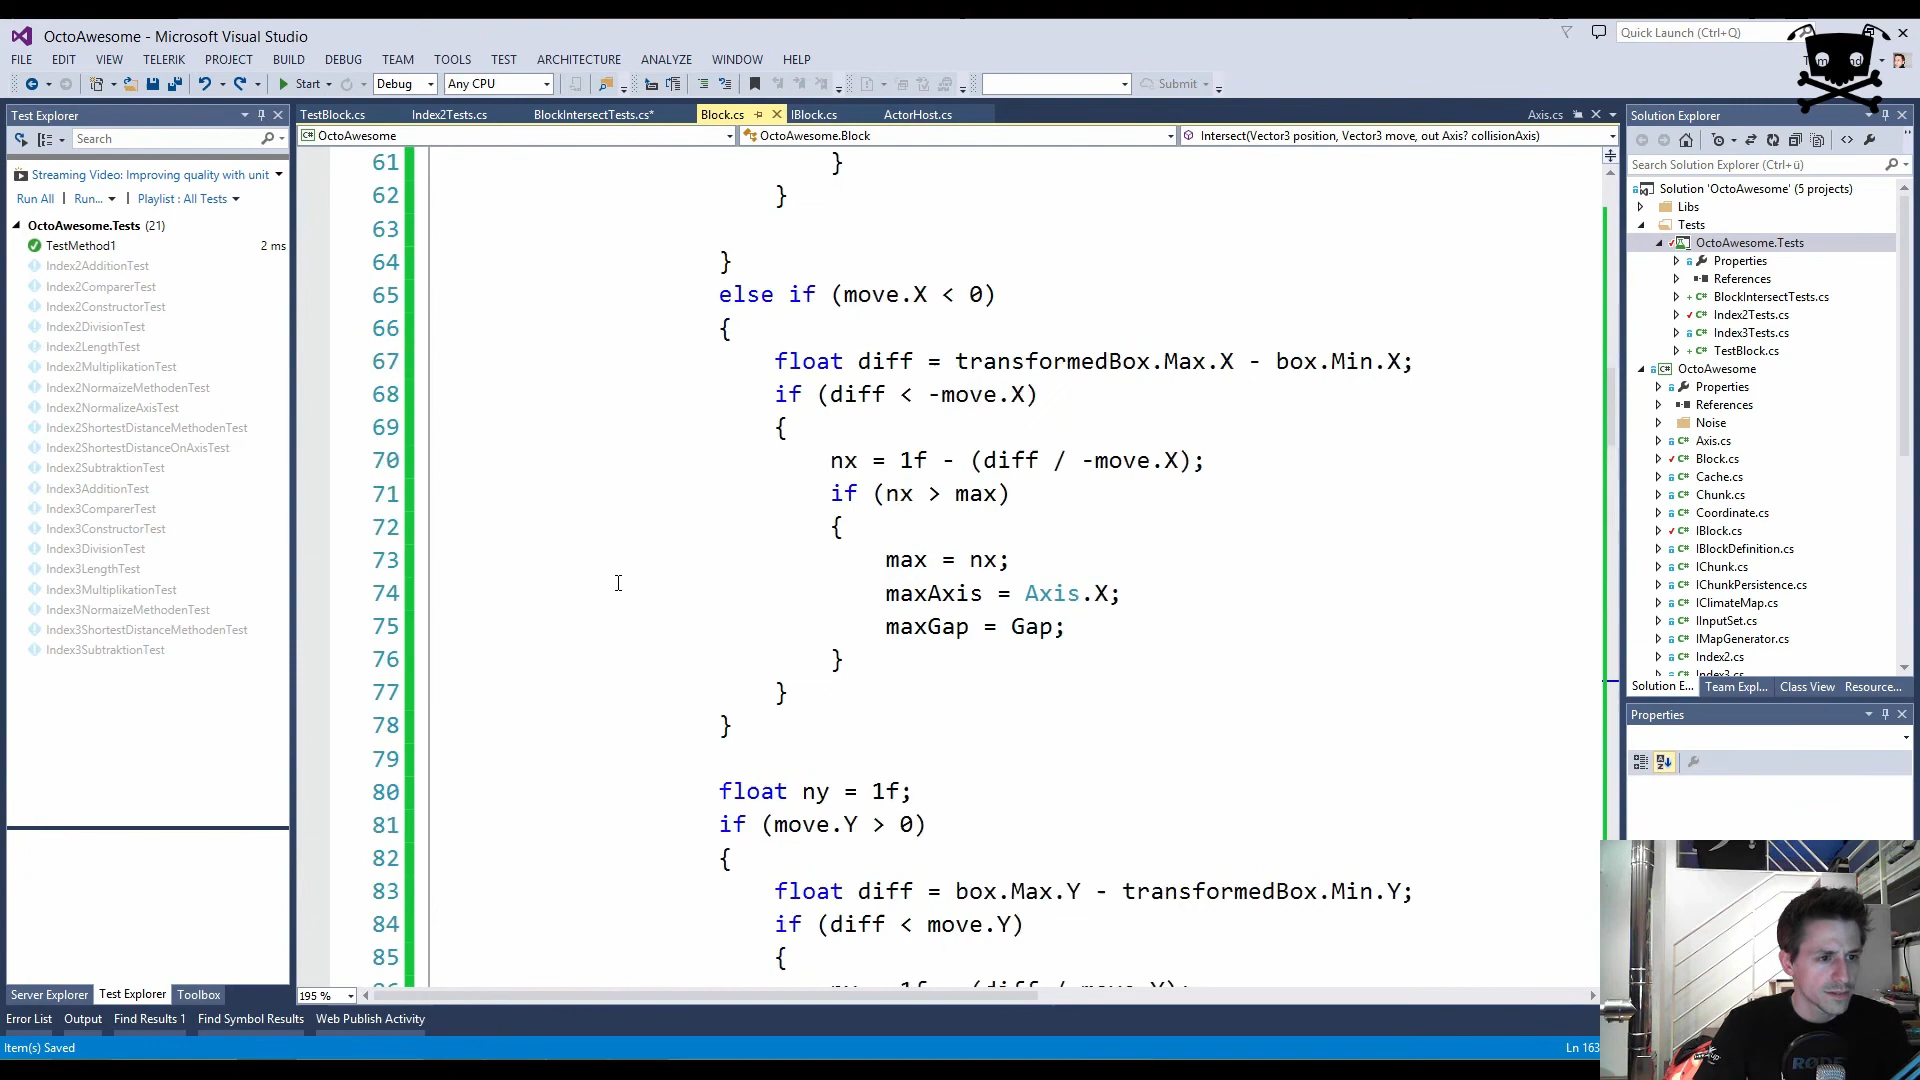 OctoAwesome - Microsoft Visual Studio
Quick Launch (Ctrl+Q)
FILE EDIT VIEW TELERIK PROJECT BUILD DEBUG TEAM TOOLS TEST ARCHITECTURE ANALYZE WINDOW HELP
Start Debug Any CPU Submit
Test Explorer
Search
Streaming Video: Improving quality with unit
Run All Run... Playlist : All Tests
OctoAwesome.Tests (21)
TestMethod1 2 ms
Index2AdditionTest
Index2ComparerTest
Index2ConstructorTest
Index2DivisionTest
Index2LengthTest
Index2MultiplikationTest
Index2NormaizeMethodenTest
Index2NormalizeAxisTest
Index2ShortestDistanceMethodenTest
Index2ShortestDistanceOnAxisTest
Index2SubtraktionTest
Index3AdditionTest
Index3ComparerTest
Index3ConstructorTest
Index3DivisionTest
Index3LengthTest
Index3MultiplikationTest
Index3NormaizeMethodenTest
Index3ShortestDistanceMethodenTest
Index3SubtraktionTest
Server Explorer Test Explorer Toolbox
TestBlock.cs Index2Tests.cs BlockIntersectTests.cs* Block.cs IBlock.cs ActorHost.cs Axis.cs
OctoAwesome OctoAwesome.Block Intersect(Vector3 position, Vector3 move, out Axis? collisionAxis)
61 }
62 }
63
64 }
65 else if (move.X < 0)
66 {
67 float diff = transformedBox.Max.X - box.Min.X;
68 if (diff < -move.X)
69 {
70 nx = 1f - (diff / -move.X);
71 if (nx > max)
72 {
73 max = nx;
74 maxAxis = Axis.X;
75 maxGap = Gap;
76 }
77 }
78 }
79
80 float ny = 1f;
81 if (move.Y > 0)
82 {
83 float diff = box.Max.Y - transformedBox.Min.Y;
84 if (diff < move.Y)
85 {
195 %
Solution Explorer
Search Solution Explorer (Ctrl+ü)
Solution 'OctoAwesome' (5 projects)
Libs
Tests
OctoAwesome.Tests
Properties
References
BlockIntersectTests.cs
Index2Tests.cs
Index3Tests.cs
TestBlock.cs
OctoAwesome
Properties
References
Noise
Axis.cs
Block.cs
Cache.cs
Chunk.cs
Coordinate.cs
IBlock.cs
IBlockDefinition.cs
IChunk.cs
IChunkPersistence.cs
IClimateMap.cs
IInputSet.cs
IMapGenerator.cs
Index2.cs
Index3.cs
Solution E... Team Expl... Class View Resource...
Properties
RØDE
Error List Output Find Results 1 Find Symbol Results Web Publish Activity
Item(s) Saved
Ln 163